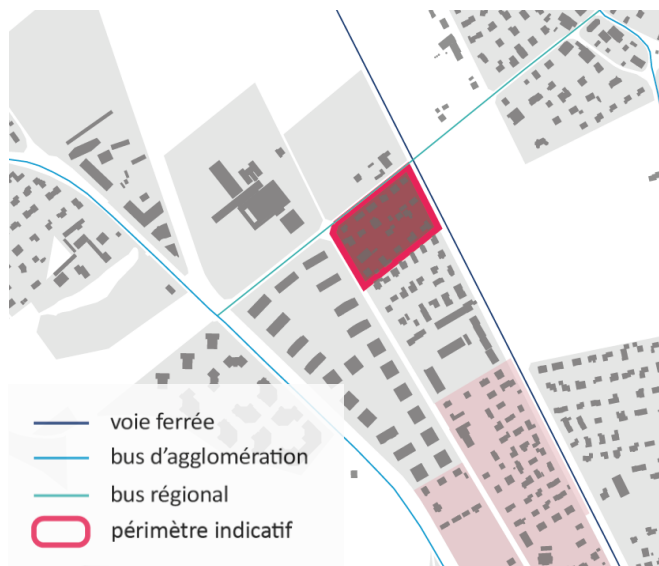 voie ferrée
bus d’agglomération
bus régional
périmètre indicatif